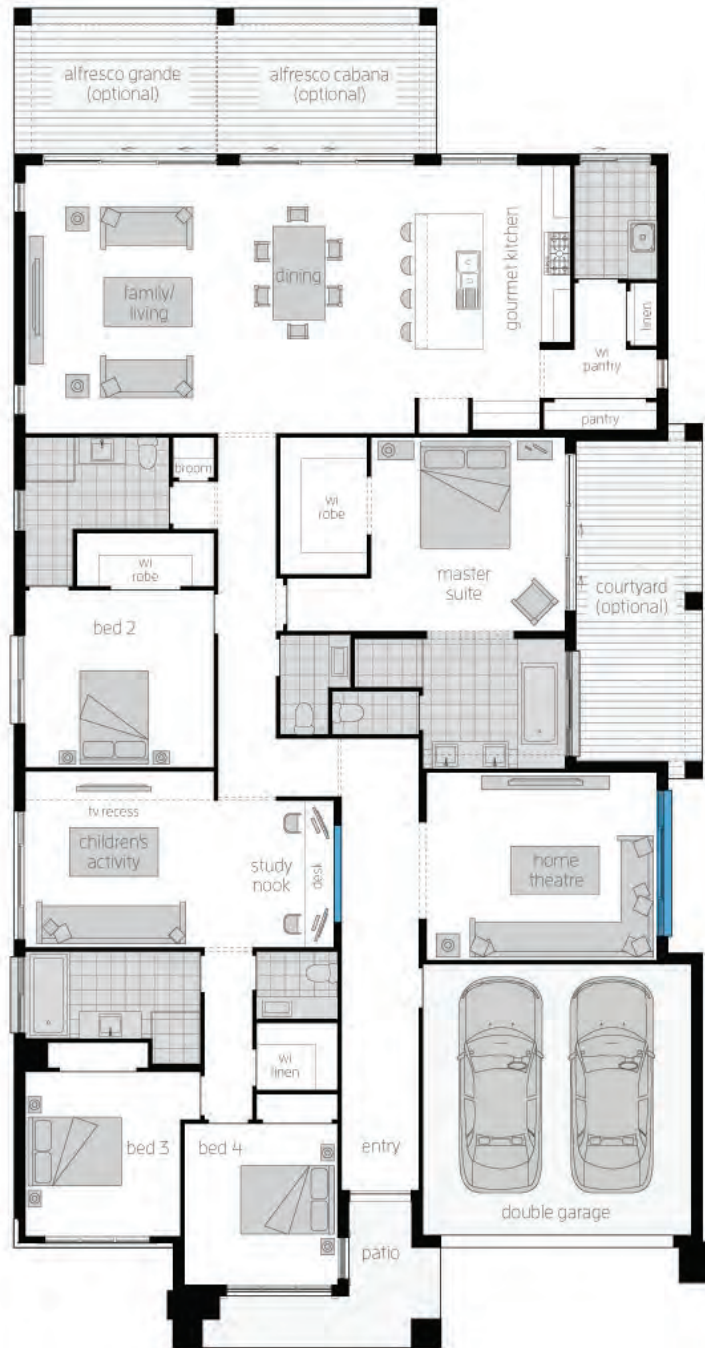 alfresco grande
(optional)
alfresco cabana
(optional)
family/
living
dining
gourmet kitchen
linen
wi
pantry
pantry
broom
wi
robe
wi
robe
master
suite
courtyard
(optional)
bed 2
tv recess
children's
activity
study
nook
desk
home
theatre
wi
linen
bed 3
bed 4
entry
double garage
patio